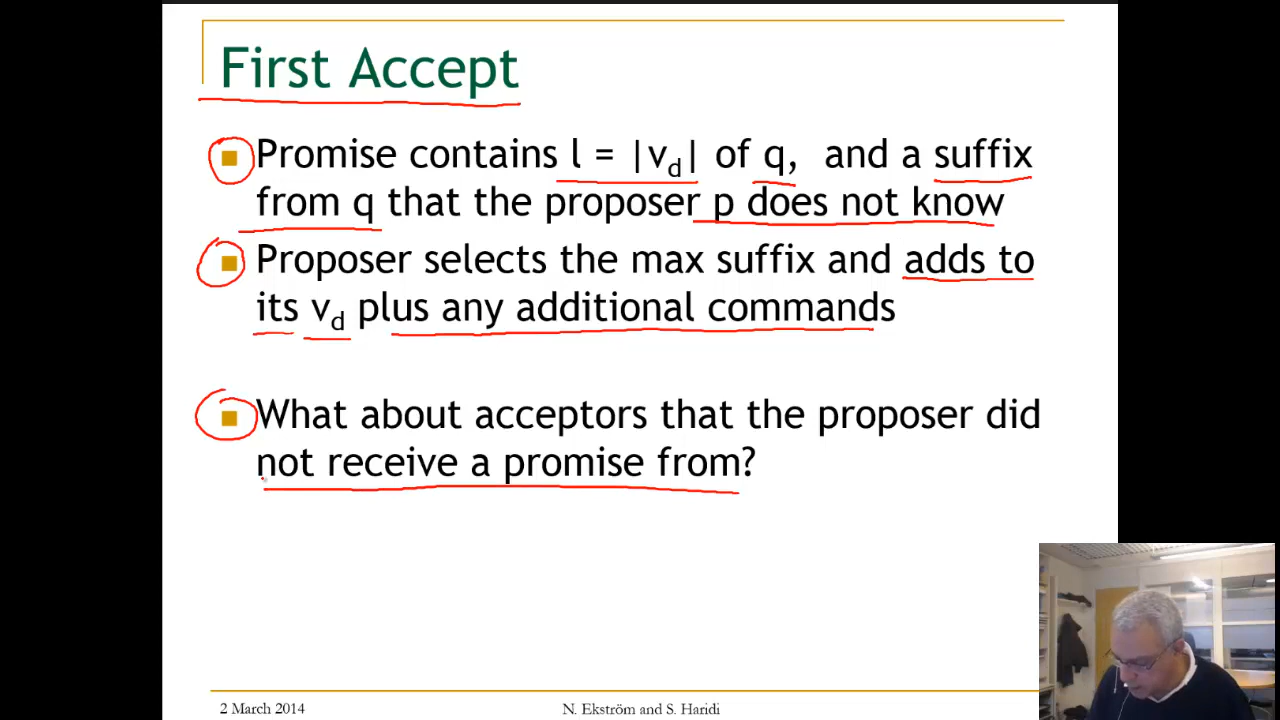 First Accept
Promise contains l = |vd| of q, and a suffix
from q that the proposer p does not know
Proposer selects the max suffix and adds to
its vd plus any additional commands
What about acceptors that the proposer did
not receive a promise from?
2 March 2014
N. Ekström and S. Haridi